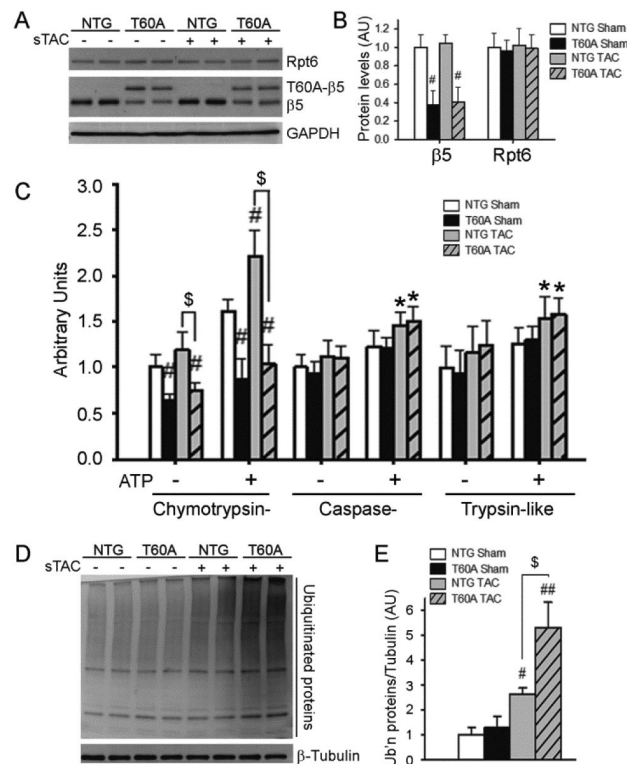 A
NTG T60A NTG T60A
sTAC - - - - + + + +
Rpt6
T60A-β5
β5
GAPDH
B
NTG Sham
T60A Sham
NTG TAC
T60A TAC
Protein levels (AU)
1.4
1.2
1.0
0.8
0.6
0.4
0.2
0.0
# #
β5 Rpt6
C
Arbitrary Units
3.0
2.5
2.0
1.5
1.0
0.5
0.0
NTG Sham
T60A Sham
NTG TAC
T60A TAC
$ $
# # # # #
* * * *
ATP - + - + - +
Chymotrypsin- Caspase- Trypsin-like
D
NTG T60A NTG T60A
sTAC - - - - + + + +
Ubiquitinated proteins
β-Tubulin
E
NTG Sham
T60A Sham
NTG TAC
T60A TAC
Ub'n proteins/Tubulin (AU)
6
5
4
3
2
1
0
$
# ##